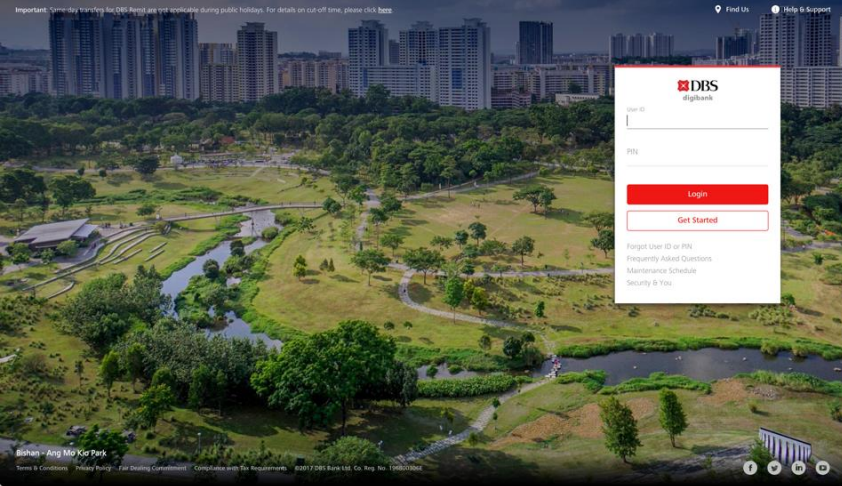 Important: Same day transfers for DBS Remit are not applicable during public holidays. For details on cut-off time, please click here.
Find Us
Help & Support
DBS
digibank
User ID
PIN
Login
Get Started
Forgot User ID or PIN
Frequently Asked Questions
Maintenance Schedule
Security & You
Bishan - Ang Mo Kio Park
Terms & Conditions Privacy Policy Fair Dealing Commitment Compliance with Tax Requirements ©2017 DBS Bank Ltd. Co. Reg. No.